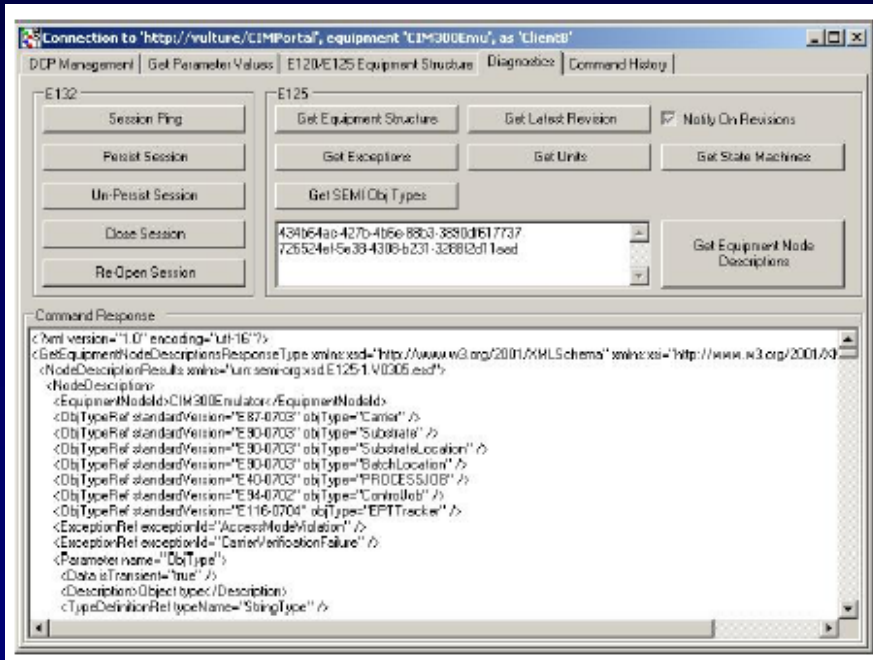 Connection to 'http://vulture/CIMPortal', equipment 'CIM300Emu', as 'ClientB'
DCP Management Get Parameter Values E120/E125 Equipment Structure Diagnostics Command History
E132 E125
Session Ping Get Equipment Structure Get Latest Revision Notify On Revisions
Persist Session Get Exceptions Get Units Get State Machines
Un-Persist Session Get SEMI Obj Types
Close Session
Re-Open Session
434b64ac-427b-4b6e-88b3-3890df617737
Get Equipment Node
Descriptions
Command Response
<?xml version="1.0" encoding="utf-16"?>
<GetEquipmentNodeDescriptionsResponseType xmlns:xsd="http://www.w3.org/2001/XMLSchema" xmlns:xsi="http://www.w3.org/2001/XM
<NodeDescriptionResults xmlns="urn:semi-org:xsd.E125-1.V0305.esd">
<NodeDescription>
<EquipmentNodeId>CIM300Emulator</EquipmentNodeId>
<ObjTypeRef standardVersion="E87-0703" objType="Carrier" />
<ObjTypeRef standardVersion="E90-0703" objType="Substrate" />
<ObjTypeRef standardVersion="E90-0703" objType="SubstrateLocation" />
<ObjTypeRef standardVersion="E90-0703" objType="BatchLocation" />
<ObjTypeRef standardVersion="E40-0703" objType="PROCESSJOB" />
<ObjTypeRef standardVersion="E94-0702" objType="ControlJob" />
<ObjTypeRef standardVersion="E116-0704" objType="EPTTracker" />
<ExceptionRef exceptionId="AccessModeViolation" />
<ExceptionRef exceptionId="CarrierVerificationFailure" />
<Parameter name="ObjType">
<Data isTransient="true" />
<Description>Object type</Description>
<TypeDefinitionRef typeName="StringType" />